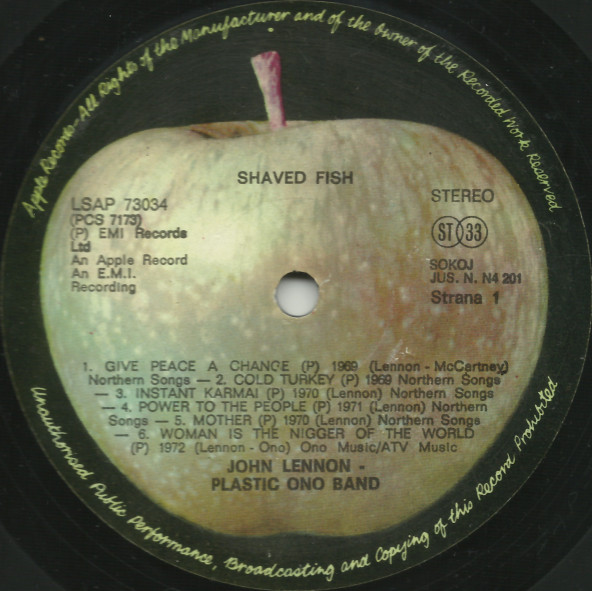 Apple Records - All Rights of the Manufacturer and of the Owner of the Recorded Work Reserved
SHAVED FISH
LSAP 73034
(PCS 7173)
(P) EMI Records
Ltd
An Apple Record
An E.M.I.
Recording
STEREO
ST 33
SOKOJ
JUS. N. N4 201
Strana 1
1. GIVE PEACE A CHANGE (P) 1969 (Lennon - McCartney)
Northern Songs — 2. COLD TURKEY (P) 1969 Northern Songs
— 3. INSTANT KARMAI (P) 1970 (Lennon) Northern Songs
— 4. POWER TO THE PEOPLE (P) 1971 (Lennon) Northern
Songs — 5. MOTHER (P) 1970 (Lennon) Northern Songs
— 6. WOMAN IS THE NIGGER OF THE WORLD
(P) 1972 (Lennon - Ono) Ono Music/ATV Music
JOHN LENNON -
PLASTIC ONO BAND
Unauthorised Public Performance, Broadcasting and Copying of this Record Prohibited